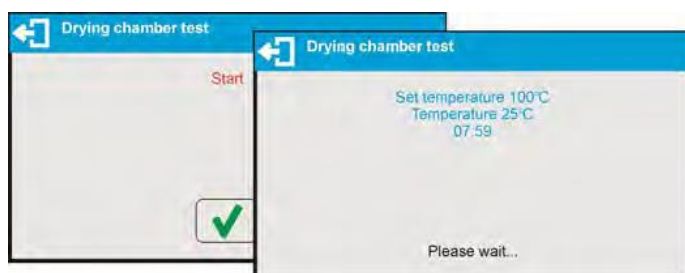 Drying chamber test
Start
Drying chamber test
Set temperature 100°C
Temperature 25°C
07:59
Please wait...